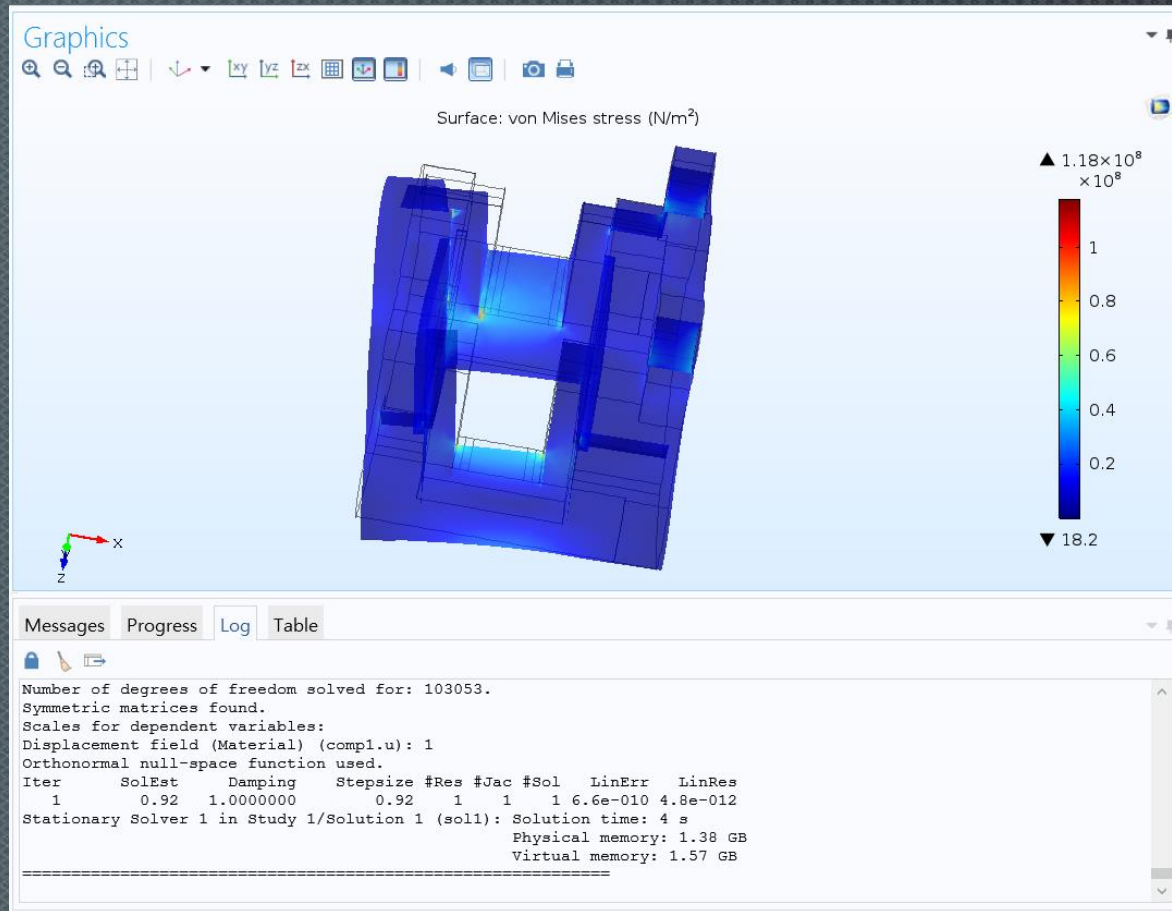 Graphics
xy yz zx
Surface: von Mises stress (N/m²)
▲ 1.18×10⁸
×10⁸
1
0.8
0.6
0.4
0.2
▼ 18.2
x
z
Messages Progress Log Table
Number of degrees of freedom solved for: 103053.
Symmetric matrices found.
Scales for dependent variables:
Displacement field (Material) (comp1.u): 1
Orthonormal null-space function used.
Iter SolEst Damping Stepsize #Res #Jac #Sol LinErr LinRes
1 0.92 1.0000000 0.92 1 1 1 6.6e-010 4.8e-012
Stationary Solver 1 in Study 1/Solution 1 (sol1): Solution time: 4 s
Physical memory: 1.38 GB
Virtual memory: 1.57 GB
============================================================